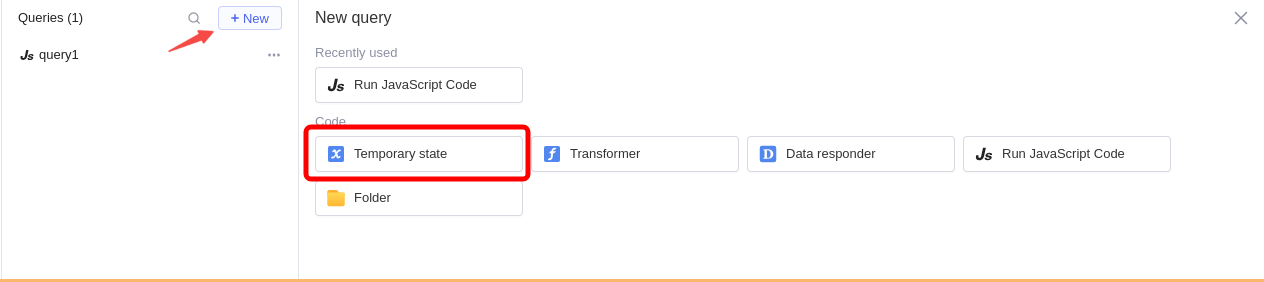 Queries (1)
+ New
JS query1
New query
Recently used
JS Run JavaScript Code
Code
x Temporary state
f Transformer
D Data responder
JS Run JavaScript Code
Folder